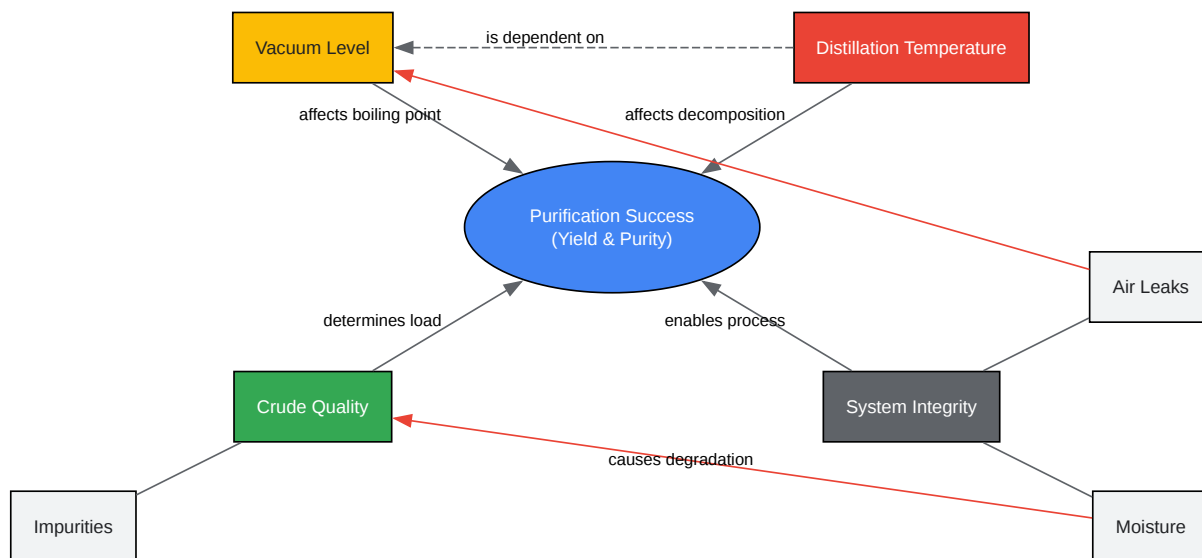 Vacuum Level
is dependent on
Distillation Temperature
affects boiling point
affects decomposition
Purification Success
(Yield & Purity)
Air Leaks
determines load
enables process
Crude Quality
System Integrity
causes degradation
Impurities
Moisture